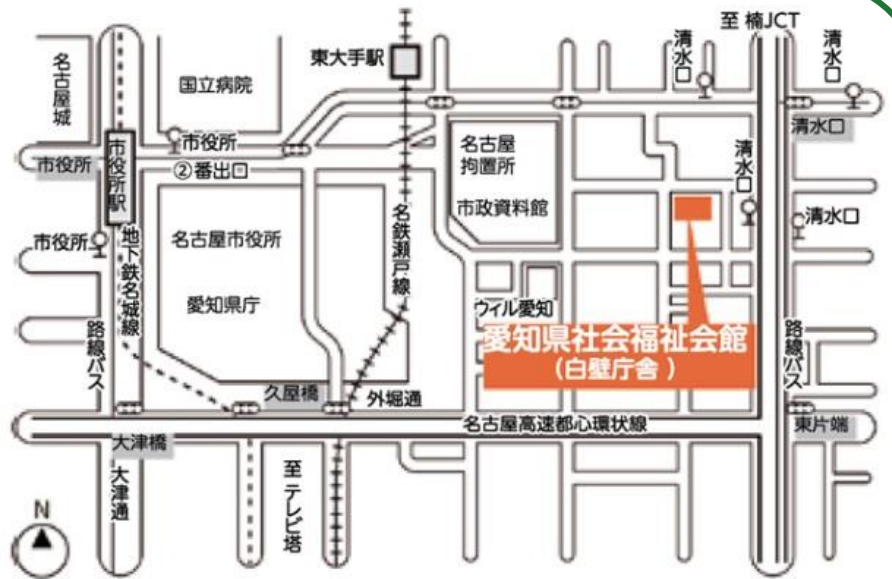 至 楠JCT
名古屋城
国立病院
東大手駅
清水口
清水口
市役所
市役所駅
市役所
②番出口
名古屋
拘置所
市政資料館
清水口
清水口
清水口
市役所
地下鉄名城線
名古屋市役所
愛知県庁
名鉄瀬戸線
ウィル愛知
愛知県社会福祉会館
(白壁庁舎 )
路線バス
路線バス
久屋橋
外堀通
名古屋高速都心環状線
東片端
大津橋
大津通
至 テレビ塔
N